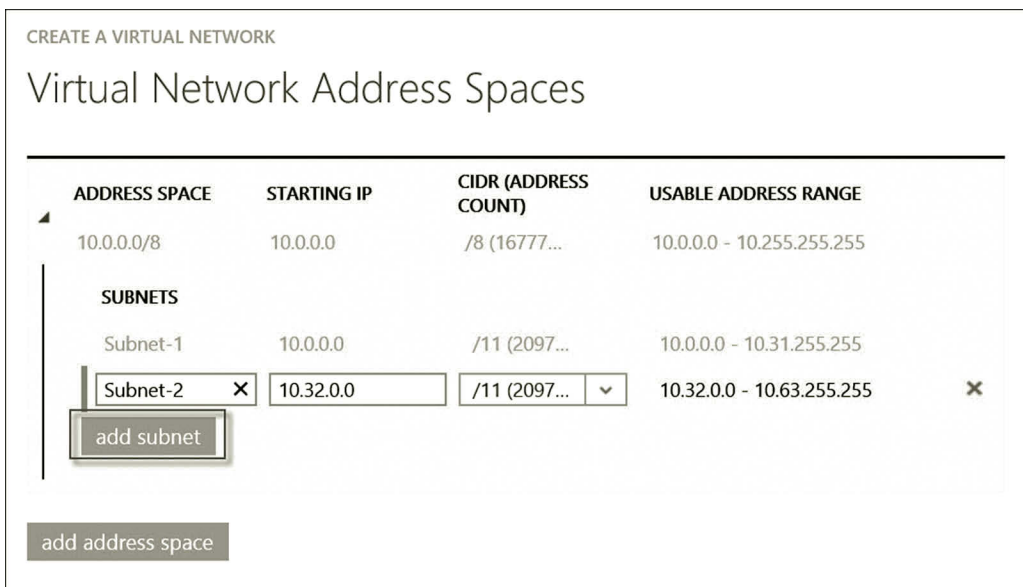 CREATE A VIRTUAL NETWORK
Virtual Network Address Spaces
ADDRESS SPACE STARTING IP CIDR (ADDRESS COUNT) USABLE ADDRESS RANGE
10.0.0.0/8 10.0.0.0 /8 (16777... 10.0.0.0 - 10.255.255.255
SUBNETS
Subnet-1 10.0.0.0 /11 (2097... 10.0.0.0 - 10.31.255.255
Subnet-2 10.32.0.0 /11 (2097... 10.32.0.0 - 10.63.255.255
add subnet
add address space